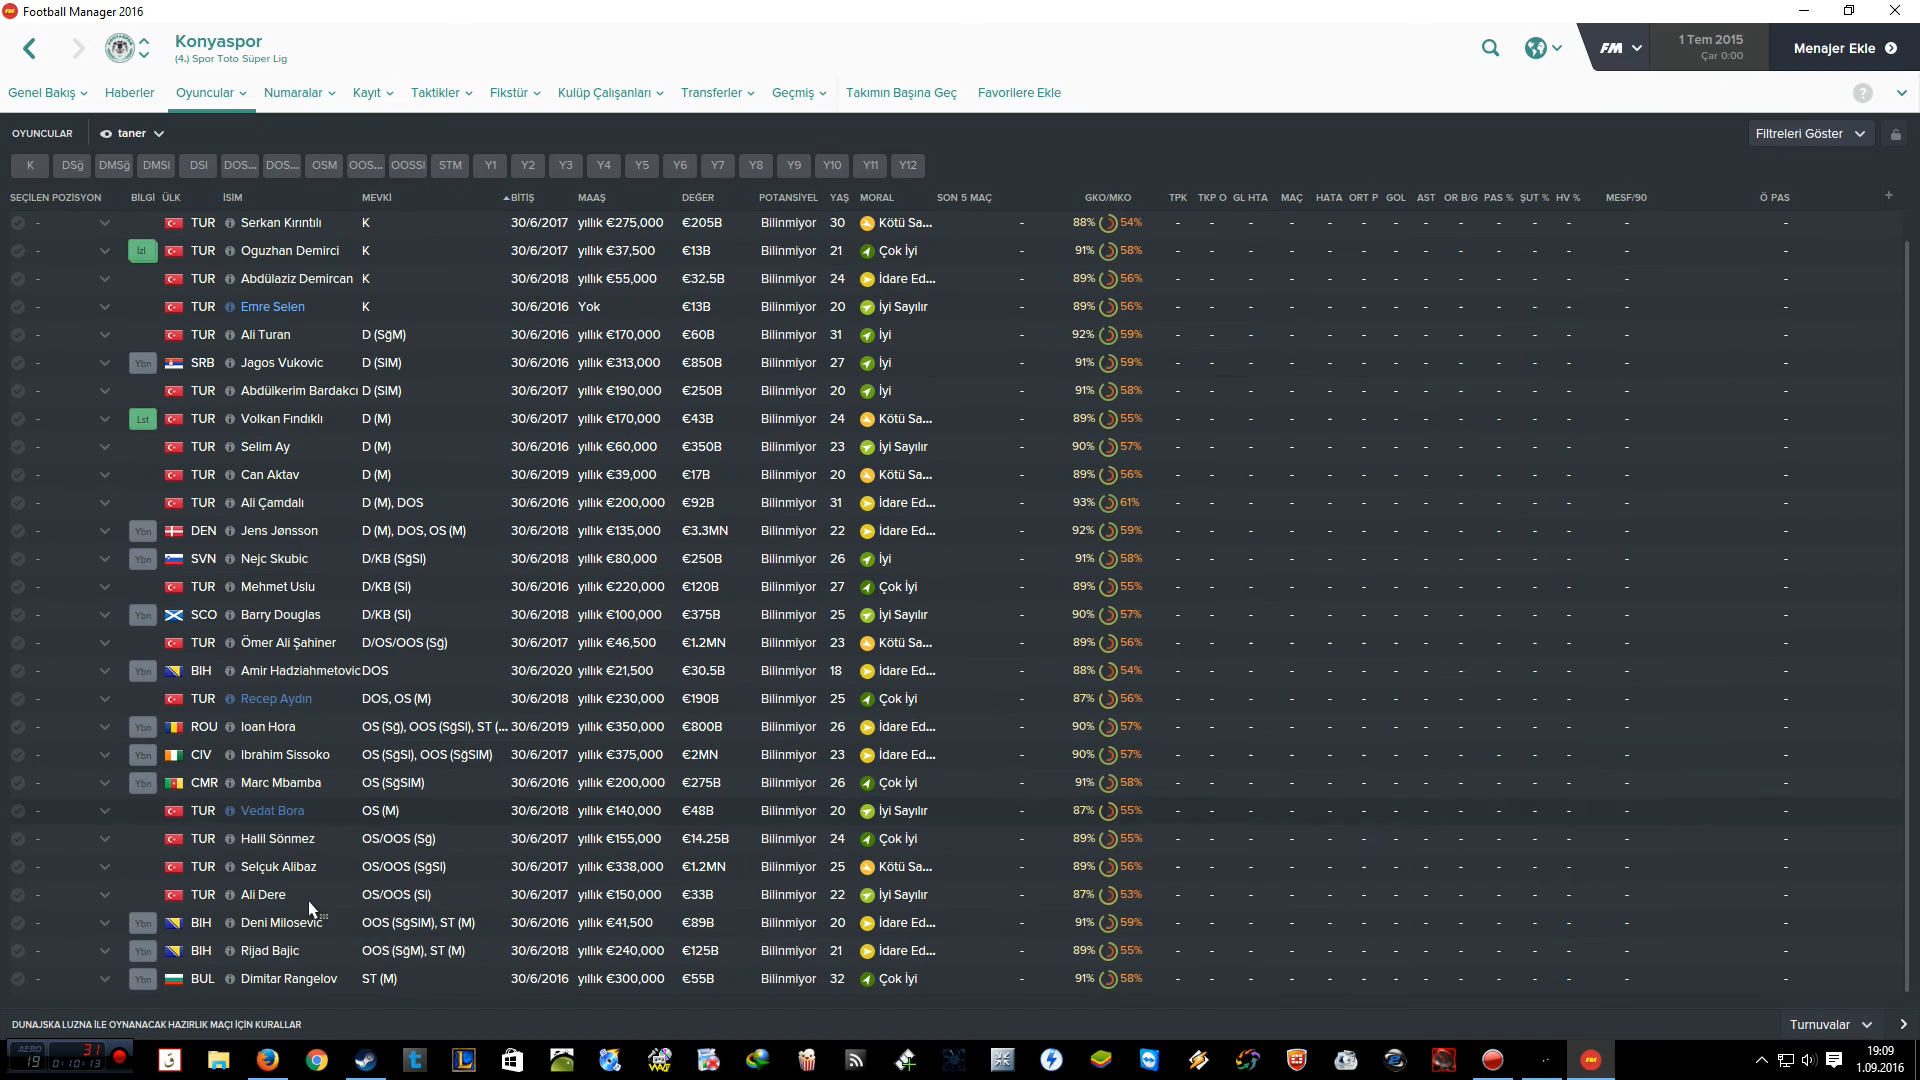 Football Manager 2016
Konyaspor
(4.) Spor Toto Süper Lig
FM
1 Tem 2015
Çar 0:00
Menajer Ekle
Genel Bakış Haberler Oyuncular Numaralar Kayıt Taktikler Fikstür Kulüp Çalışanları Transferler Geçmiş Takımın Başına Geç Favorilere Ekle ?
OYUNCULAR taner Filtreleri Göster
K DSğ DMSğ DMSl DSl DOS... DOS... OSM OOS... OOSSl STM Y1 Y2 Y3 Y4 Y5 Y6 Y7 Y8 Y9 Y10 Y11 Y12
SEÇİLEN POZİSYON BİLGİ ÜLK İSİM MEVKİ BİTİŞ MAAŞ DEĞER POTANSİYEL YAŞ MORAL SON 5 MAÇ GKO/MKO TPK TKP O GL HTA MAÇ HATA ORT P GOL AST OR B/G PAS % ŞUT % HV % MESF/90 Ö PAS +
- TUR Serkan Kırıntılı K 30/6/2017 yıllık €275,000 €205B Bilinmiyor 30 Kötü Sa... - 88% 54% - - - - - - - - - - - - - -
- İzl TUR Oguzhan Demirci K 30/6/2017 yıllık €37,500 €13B Bilinmiyor 21 Çok İyi - 91% 58% - - - - - - - - - - - - - -
- TUR Abdülaziz Demircan K 30/6/2018 yıllık €55,000 €32.5B Bilinmiyor 24 İdare Ed... - 89% 56% - - - - - - - - - - - - - -
- TUR Emre Selen K 30/6/2016 Yok €13B Bilinmiyor 20 İyi Sayılır - 89% 56% - - - - - - - - - - - - - -
- TUR Ali Turan D (SğM) 30/6/2016 yıllık €170,000 €60B Bilinmiyor 31 İyi - 92% 59% - - - - - - - - - - - - - -
- Ybn SRB Jagos Vukovic D (SlM) 30/6/2016 yıllık €313,000 €850B Bilinmiyor 27 İyi - 91% 59% - - - - - - - - - - - - - -
- TUR Abdülkerim Bardakcı D (SlM) 30/6/2017 yıllık €190,000 €250B Bilinmiyor 20 İyi - 91% 58% - - - - - - - - - - - - - -
- Lst TUR Volkan Fındıklı D (M) 30/6/2017 yıllık €170,000 €43B Bilinmiyor 24 Kötü Sa... - 89% 55% - - - - - - - - - - - - - -
- TUR Selim Ay D (M) 30/6/2018 yıllık €60,000 €350B Bilinmiyor 23 İyi Sayılır - 90% 57% - - - - - - - - - - - - - -
- TUR Can Aktav D (M) 30/6/2019 yıllık €39,000 €17B Bilinmiyor 20 Kötü Sa... - 89% 56% - - - - - - - - - - - - - -
- TUR Ali Çamdalı D (M), DOS 30/6/2016 yıllık €200,000 €92B Bilinmiyor 31 İdare Ed... - 93% 61% - - - - - - - - - - - - - -
- Ybn DEN Jens Jønsson D (M), DOS, OS (M) 30/6/2018 yıllık €135,000 €3.3MN Bilinmiyor 22 İdare Ed... - 92% 59% - - - - - - - - - - - - - -
- Ybn SVN Nejc Skubic D/KB (SğSl) 30/6/2018 yıllık €80,000 €250B Bilinmiyor 26 İyi - 91% 58% - - - - - - - - - - - - - -
- TUR Mehmet Uslu D/KB (Sl) 30/6/2016 yıllık €220,000 €120B Bilinmiyor 27 Çok İyi - 89% 55% - - - - - - - - - - - - - -
- Ybn SCO Barry Douglas D/KB (Sl) 30/6/2018 yıllık €100,000 €375B Bilinmiyor 25 İyi Sayılır - 90% 57% - - - - - - - - - - - - - -
- TUR Ömer Ali Şahiner D/OS/OOS (Sğ) 30/6/2017 yıllık €46,500 €1.2MN Bilinmiyor 23 Kötü Sa... - 89% 56% - - - - - - - - - - - - - -
- Ybn BIH Amir Hadziahmetovic DOS 30/6/2020 yıllık €21,500 €30.5B Bilinmiyor 18 İdare Ed... - 88% 54% - - - - - - - - - - - - - -
- TUR Recep Aydın DOS, OS (M) 30/6/2018 yıllık €230,000 €190B Bilinmiyor 25 Çok İyi - 87% 56% - - - - - - - - - - - - - -
- Ybn ROU Ioan Hora OS (Sğ), OOS (SğSl), ST (... 30/6/2019 yıllık €350,000 €800B Bilinmiyor 26 İdare Ed... - 90% 57% - - - - - - - - - - - - - -
- Ybn CIV Ibrahim Sissoko OS (SğSl), OOS (SğSlM) 30/6/2017 yıllık €375,000 €2MN Bilinmiyor 23 İdare Ed... - 90% 57% - - - - - - - - - - - - - -
- Ybn CMR Marc Mbamba OS (SğSlM) 30/6/2016 yıllık €200,000 €275B Bilinmiyor 26 Çok İyi - 91% 58% - - - - - - - - - - - - - -
- TUR Vedat Bora OS (M) 30/6/2018 yıllık €140,000 €48B Bilinmiyor 20 İyi Sayılır - 87% 55% - - - - - - - - - - - - - -
- TUR Halil Sönmez OS/OOS (Sğ) 30/6/2017 yıllık €155,000 €14.25B Bilinmiyor 24 Çok İyi - 89% 55% - - - - - - - - - - - - - -
- TUR Selçuk Alibaz OS/OOS (SğSl) 30/6/2017 yıllık €338,000 €1.2MN Bilinmiyor 25 Kötü Sa... - 89% 56% - - - - - - - - - - - - - -
- TUR Ali Dere OS/OOS (Sl) 30/6/2017 yıllık €150,000 €33B Bilinmiyor 22 İyi Sayılır - 87% 53% - - - - - - - - - - - - - -
- Ybn BIH Deni Milosevic OOS (SğSlM), ST (M) 30/6/2016 yıllık €41,500 €89B Bilinmiyor 20 İdare Ed... - 91% 59% - - - - - - - - - - - - - -
- Ybn BIH Rijad Bajic OOS (SğM), ST (M) 30/6/2018 yıllık €240,000 €125B Bilinmiyor 21 İdare Ed... - 89% 55% - - - - - - - - - - - - - -
- Ybn BUL Dimitar Rangelov ST (M) 30/6/2016 yıllık €300,000 €55B Bilinmiyor 32 Çok İyi - 91% 58% - - - - - - - - - - - - - -
DUNAJSKA LUZNA İLE OYNANACAK HAZIRLIK MAÇI İÇİN KURALLAR Turnuvalar
AERO 31
19 0:10:13
19:09
1.09.2016